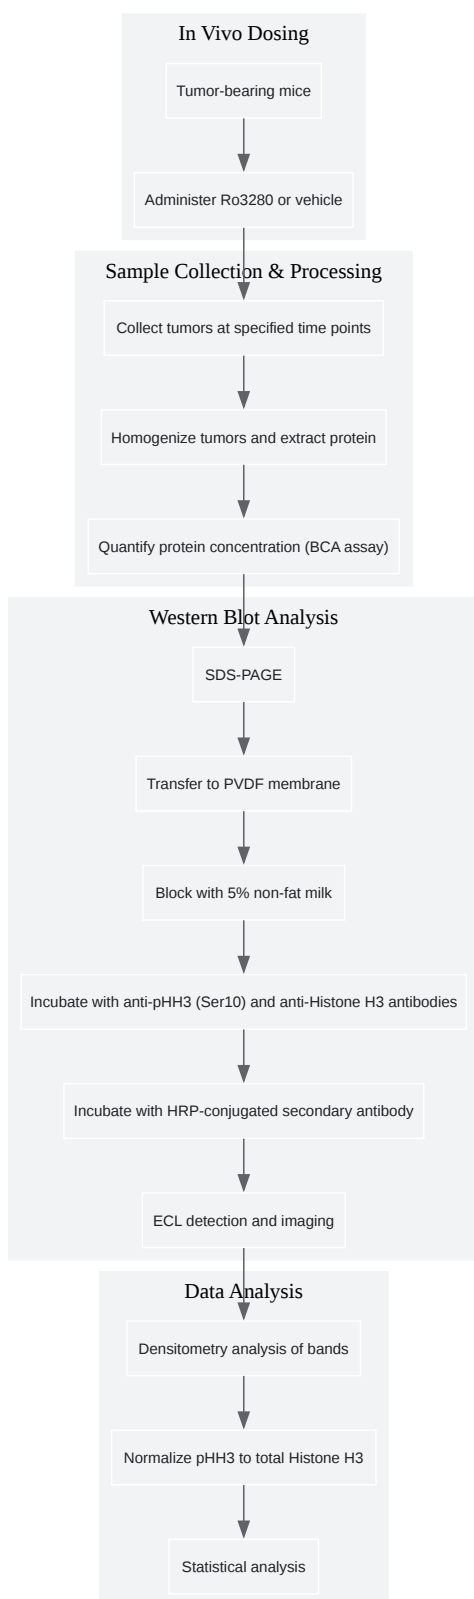 In Vivo Dosing
Tumor-bearing mice
Administer Ro3280 or vehicle
Sample Collection & Processing
Collect tumors at specified time points
Homogenize tumors and extract protein
Quantify protein concentration (BCA assay)
Western Blot Analysis
SDS-PAGE
Transfer to PVDF membrane
Block with 5% non-fat milk
Incubate with anti-pHH3 (Ser10) and anti-Histone H3 antibodies
Incubate with HRP-conjugated secondary antibody
ECL detection and imaging
Data Analysis
Densitometry analysis of bands
Normalize pHH3 to total Histone H3
Statistical analysis